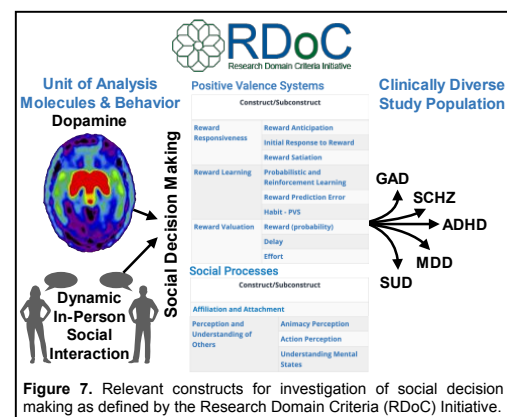 RDoC
Research Domain Criteria Initiative
Unit of Analysis
Molecules & Behavior
Dopamine
Dynamic
In-Person
Social
Interaction
Social Decision Making
Positive Valence Systems
Construct/Subconstruct
Reward
Responsiveness
Reward Anticipation
Initial Response to Reward
Reward Satiation
Reward Learning
Probabilistic and
Reinforcement Learning
Reward Prediction Error
Habit - PVS
Reward Valuation
Reward (probability)
Delay
Effort
Social Processes
Construct/Subconstruct
Affiliation and Attachment
Perception and
Understanding of
Others
Animacy Perception
Action Perception
Understanding Mental
States
Clinically Diverse
Study Population
GAD
SCHZ
ADHD
MDD
SUD
Figure 7. Relevant constructs for investigation of social decision
making as defined by the Research Domain Criteria (RDoC) Initiative.